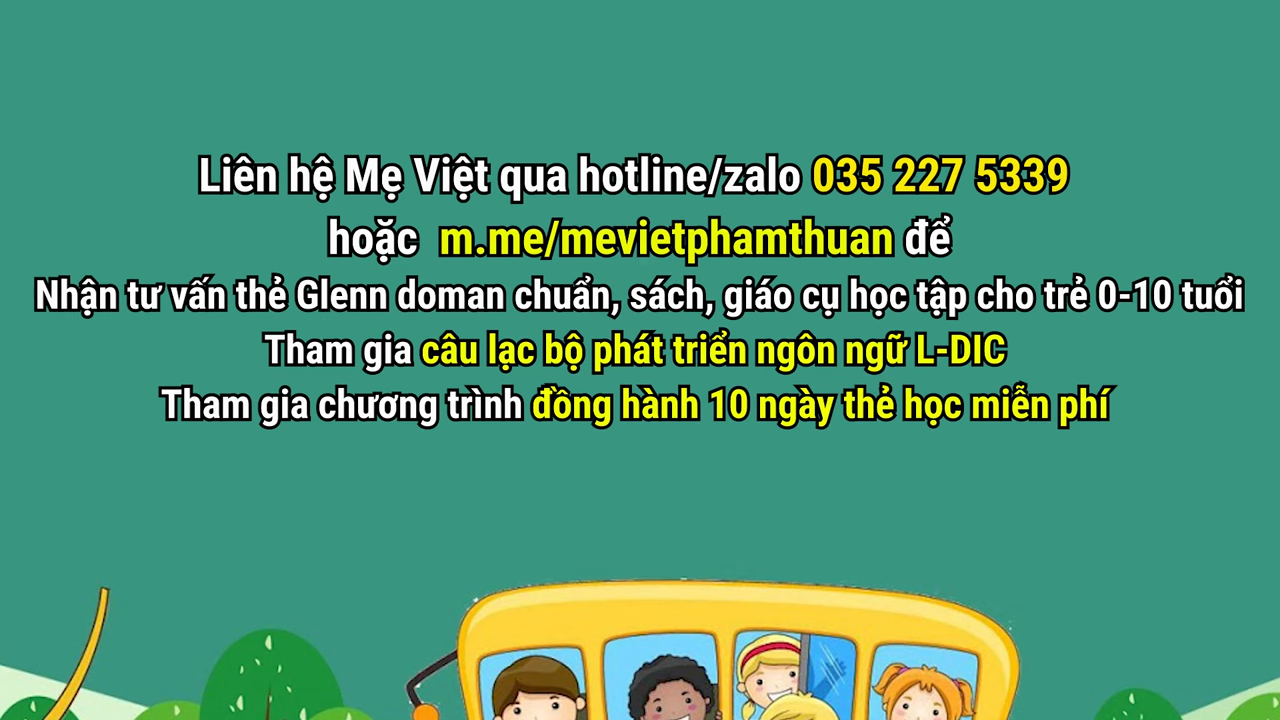 Liên hệ Mẹ Việt qua hotline/zalo 035 227 5339
hoặc m.me/mevietphamthuan để
Nhận tư vấn thẻ Glenn doman chuẩn, sách, giáo cụ học tập cho trẻ 0-10 tuổi
Tham gia câu lạc bộ phát triển ngôn ngữ L-DIC
Tham gia chương trình đồng hành 10 ngày thẻ học miễn phí